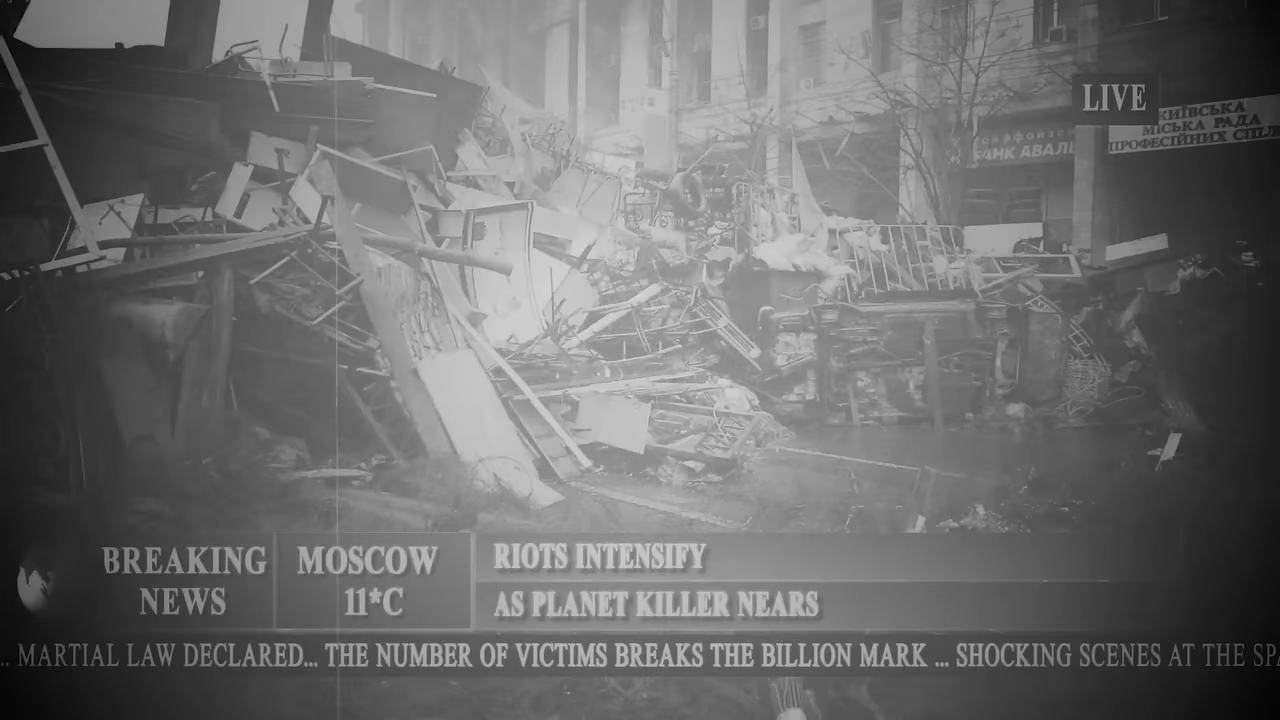 LIVE
КИЇВСЬКА
МІСЬКА РАДА
ПРОФЕСІЙНИХ СПІЛ
БАНК АВАЛЬ
BREAKING
NEWS
MOSCOW
11*C
RIOTS INTENSIFY
AS PLANET KILLER NEARS
.. MARTIAL LAW DECLARED... THE NUMBER OF VICTIMS BREAKS THE BILLION MARK ... SHOCKING SCENES AT THE SPA